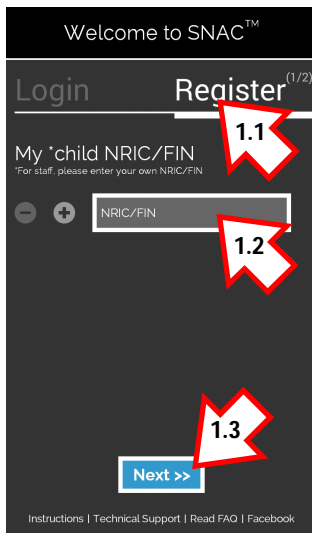 Welcome to SNAC™
Login Register (1/2)
1.1
My *child NRIC/FIN
*For staff, please enter your own NRIC/FIN
NRIC/FIN
1.2
1.3
Next >>
Instructions | Technical Support | Read FAQ | Facebook